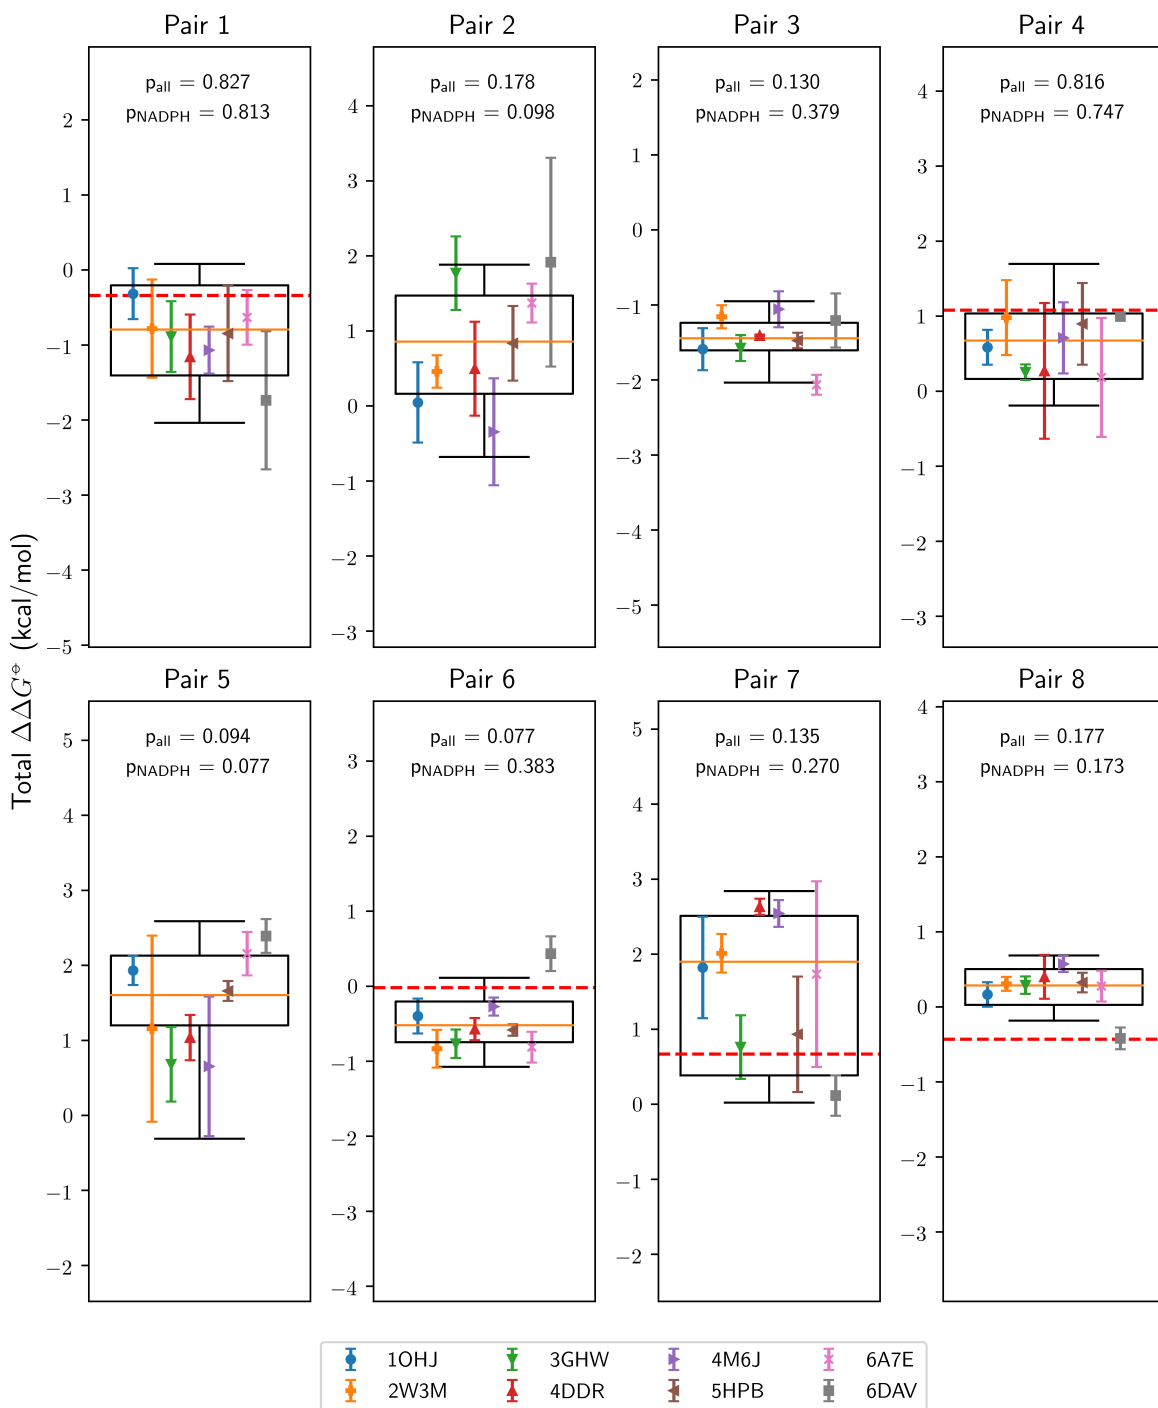 Pair 1
p_all = 0.827
p_NADPH = 0.813
2
1
0
−1
−2
−3
−4
−5
Pair 2
p_all = 0.178
p_NADPH = 0.098
4
3
2
1
0
−1
−2
−3
Pair 3
p_all = 0.130
p_NADPH = 0.379
2
1
0
−1
−2
−3
−4
−5
Pair 4
p_all = 0.816
p_NADPH = 0.747
4
3
2
1
0
−1
−2
−3
Total ΔΔG⦵ (kcal/mol)
Pair 5
p_all = 0.094
p_NADPH = 0.077
5
4
3
2
1
0
−1
−2
Pair 6
p_all = 0.077
p_NADPH = 0.383
3
2
1
0
−1
−2
−3
−4
Pair 7
p_all = 0.135
p_NADPH = 0.270
5
4
3
2
1
0
−1
−2
Pair 8
p_all = 0.177
p_NADPH = 0.173
4
3
2
1
0
−1
−2
−3
1OHJ
2W3M
3GHW
4DDR
4M6J
5HPB
6A7E
6DAV